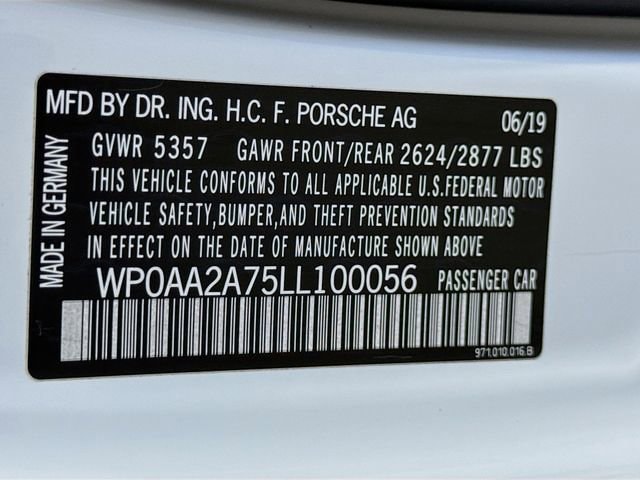 MFD BY DR. ING. H.C. F. PORSCHE AG 06/19
GVWR 5357 GAWR FRONT/REAR 2624/2877 LBS
THIS VEHICLE CONFORMS TO ALL APPLICABLE U.S.FEDERAL MOTOR
VEHICLE SAFETY,BUMPER,AND THEFT PREVENTION STANDARDS
IN EFFECT ON THE DATE OF MANUFACTURE SHOWN ABOVE
WP0AA2A75LL100056 PASSENGER CAR
971.010.016.B
MADE IN GERMANY